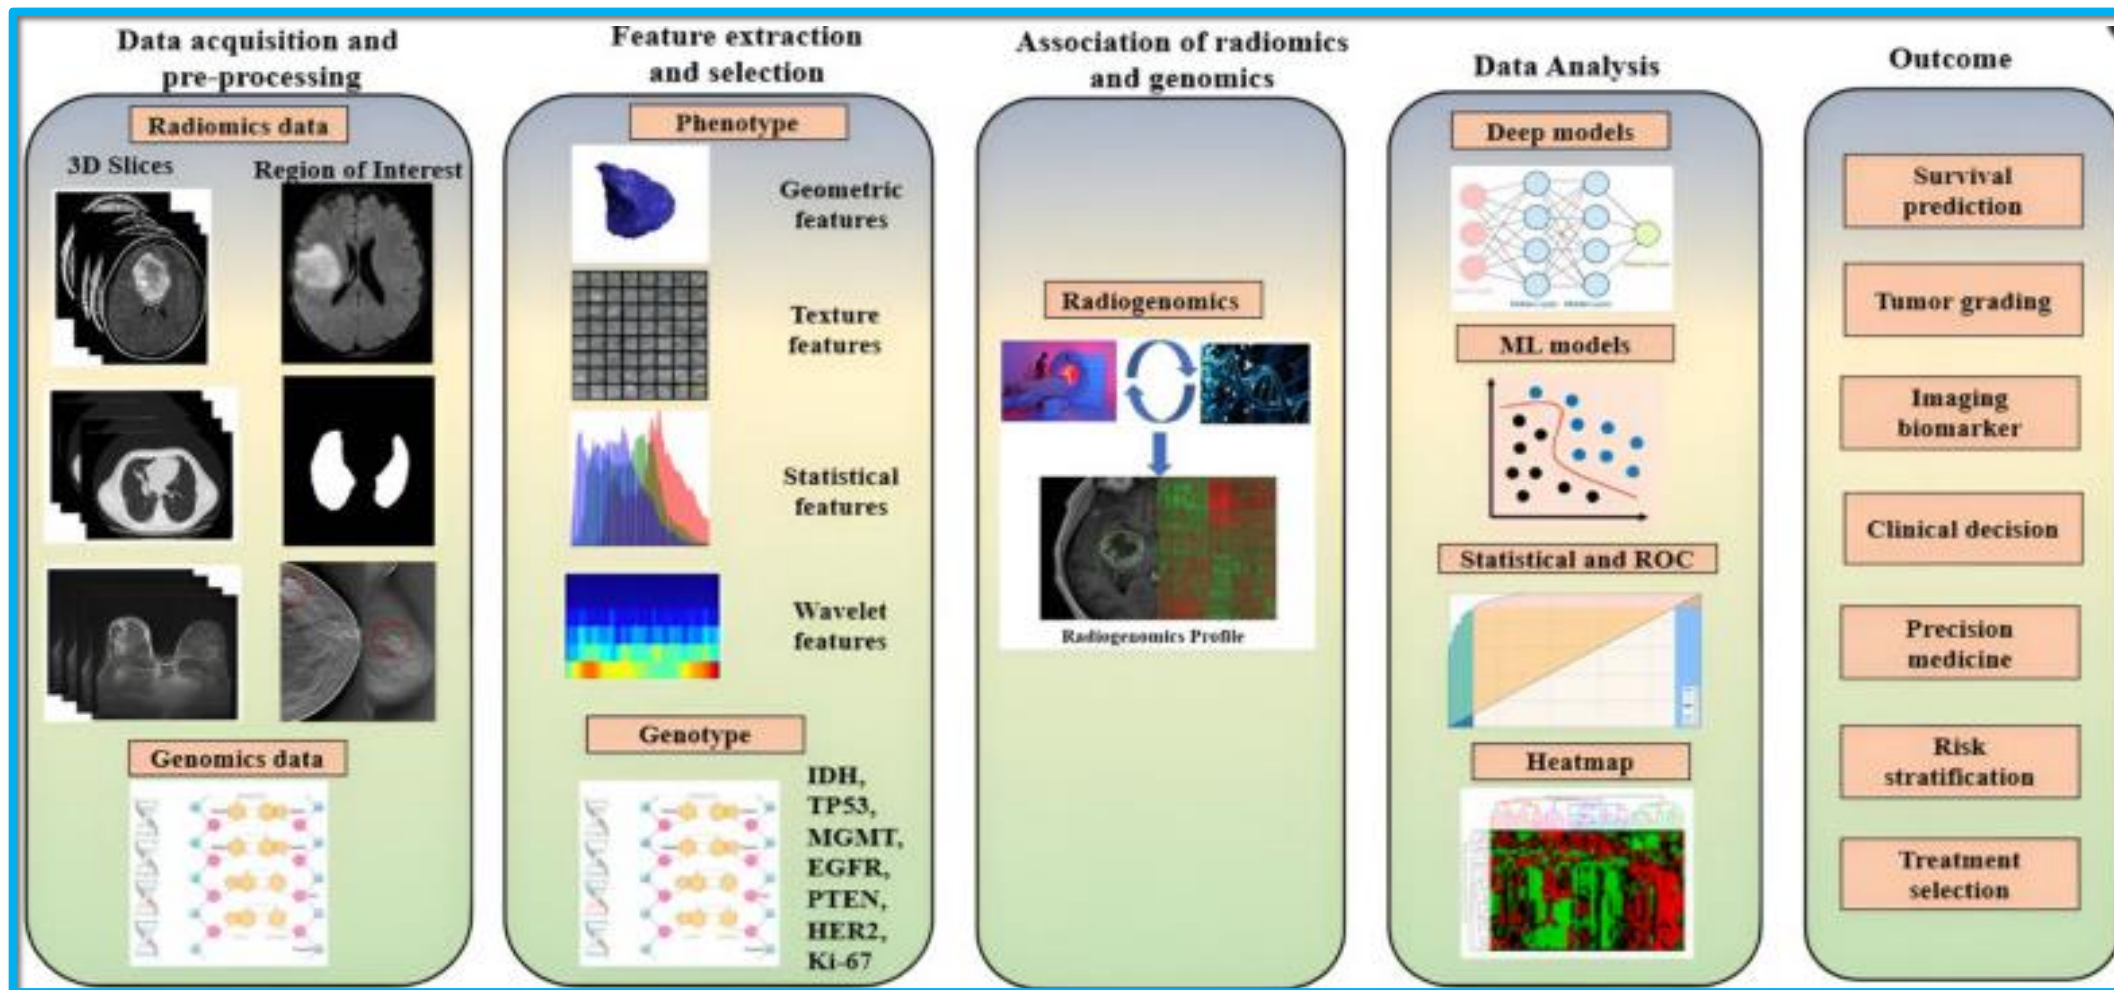 Data acquisition and
pre-processing
Radiomics data
3D Slices
Region of Interest
Genomics data
Feature extraction
and selection
Phenotype
Geometric
features
Texture
features
Statistical
features
Wavelet
features
Genotype
IDH,
TP53,
MGMT,
EGFR,
PTEN,
HER2,
Ki-67
Association of radiomics
and genomics
Radiogenomics
Radiogenomics Profile
Data Analysis
Deep models
ML models
Statistical and ROC
Heatmap
Outcome
Survival
prediction
Tumor grading
Imaging
biomarker
Clinical decision
Precision
medicine
Risk
stratification
Treatment
selection